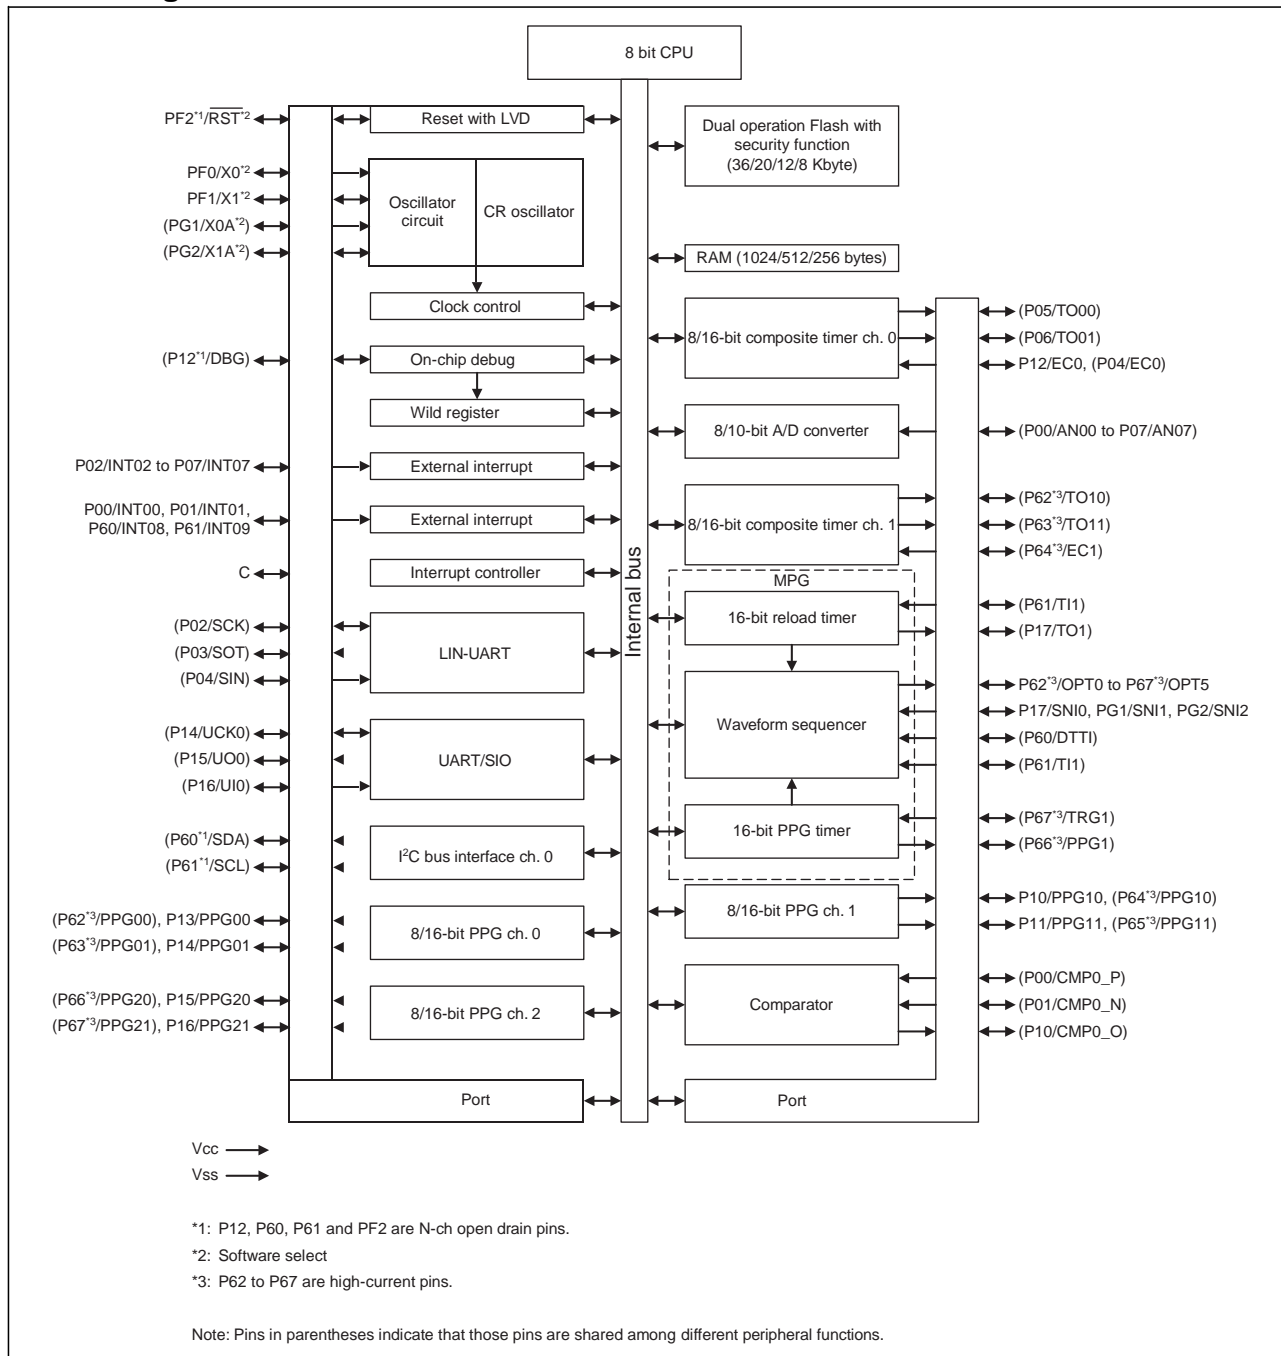 8 bit CPU
PF2*1/RST*2
Reset with LVD
Dual operation Flash with
security function
(36/20/12/8 Kbyte)
PF0/X0*2
PF1/X1*2
(PG1/X0A*2)
(PG2/X1A*2)
Oscillator
circuit
CR oscillator
RAM (1024/512/256 bytes)
Clock control
(P12*1/DBG)
On-chip debug
Wild register
P02/INT02 to P07/INT07
External interrupt
P00/INT00, P01/INT01,
P60/INT08, P61/INT09
External interrupt
C
Interrupt controller
(P02/SCK)
(P03/SOT)
(P04/SIN)
LIN-UART
(P14/UCK0)
(P15/UO0)
(P16/UI0)
UART/SIO
(P60*1/SDA)
(P61*1/SCL)
I2C bus interface ch. 0
(P62*3/PPG00), P13/PPG00
(P63*3/PPG01), P14/PPG01
8/16-bit PPG ch. 0
(P66*3/PPG20), P15/PPG20
(P67*3/PPG21), P16/PPG21
8/16-bit PPG ch. 2
Port
Internal bus
8/16-bit composite timer ch. 0
(P05/TO00)
(P06/TO01)
P12/EC0, (P04/EC0)
8/10-bit A/D converter
(P00/AN00 to P07/AN07)
8/16-bit composite timer ch. 1
(P62*3/TO10)
(P63*3/TO11)
(P64*3/EC1)
MPG
16-bit reload timer
(P61/TI1)
(P17/TO1)
Waveform sequencer
P62*3/OPT0 to P67*3/OPT5
P17/SNI0, PG1/SNI1, PG2/SNI2
(P60/DTTI)
(P61/TI1)
16-bit PPG timer
(P67*3/TRG1)
(P66*3/PPG1)
8/16-bit PPG ch. 1
P10/PPG10, (P64*3/PPG10)
P11/PPG11, (P65*3/PPG11)
Comparator
(P00/CMP0_P)
(P01/CMP0_N)
(P10/CMP0_O)
Port
Vcc
Vss
*1: P12, P60, P61 and PF2 are N-ch open drain pins.
*2: Software select
*3: P62 to P67 are high-current pins.
Note: Pins in parentheses indicate that those pins are shared among different peripheral functions.